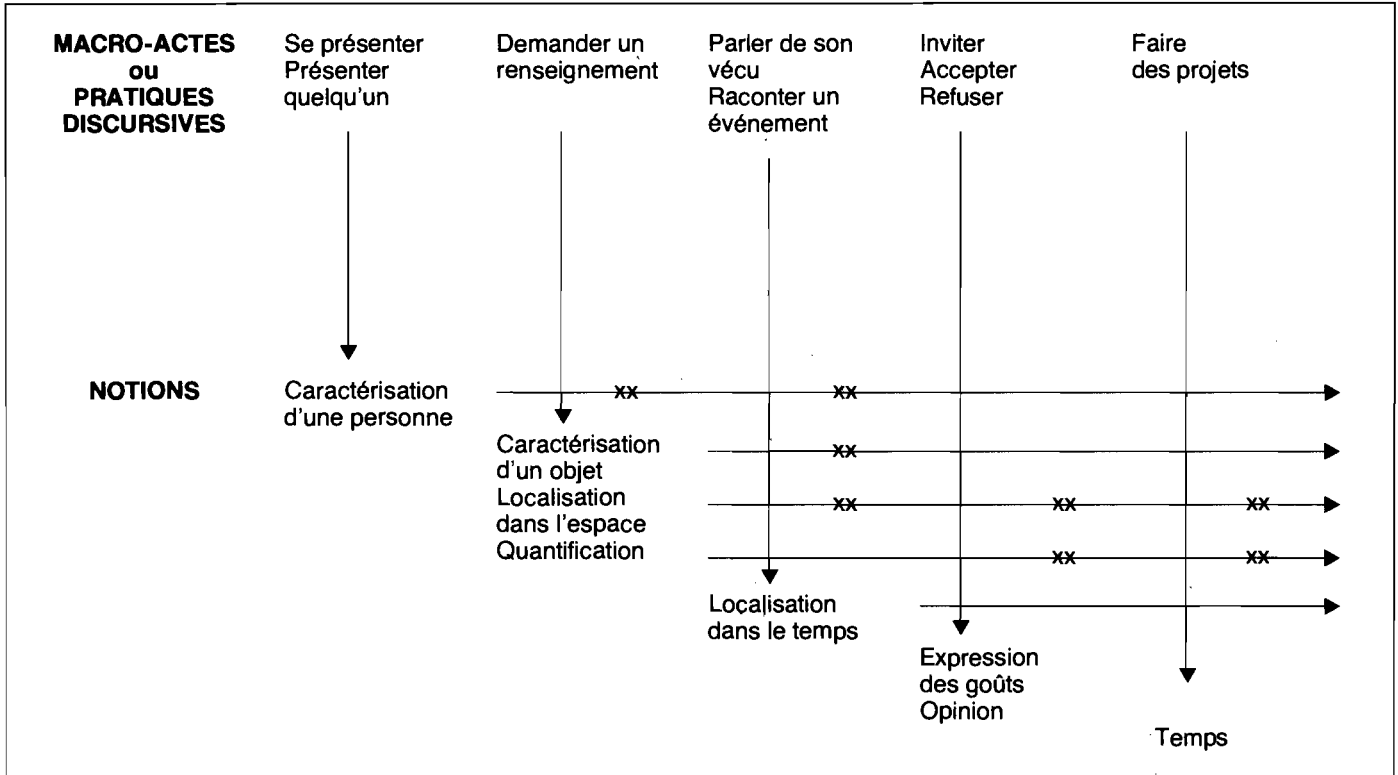 MACRO-ACTES
ou
PRATIQUES
DISCURSIVES
Se présenter
Présenter
quelqu'un
Demander un
renseignement
Parler de son
vécu
Raconter un
événement
Inviter
Accepter
Refuser
Faire
des projets
NOTIONS
Caractérisation
d'une personne
xx
xx
Caractérisation
d'un objet
Localisation
dans l'espace
Quantification
xx
xx
xx
xx
xx
xx
Localisation
dans le temps
Expression
des goûts
Opinion
Temps